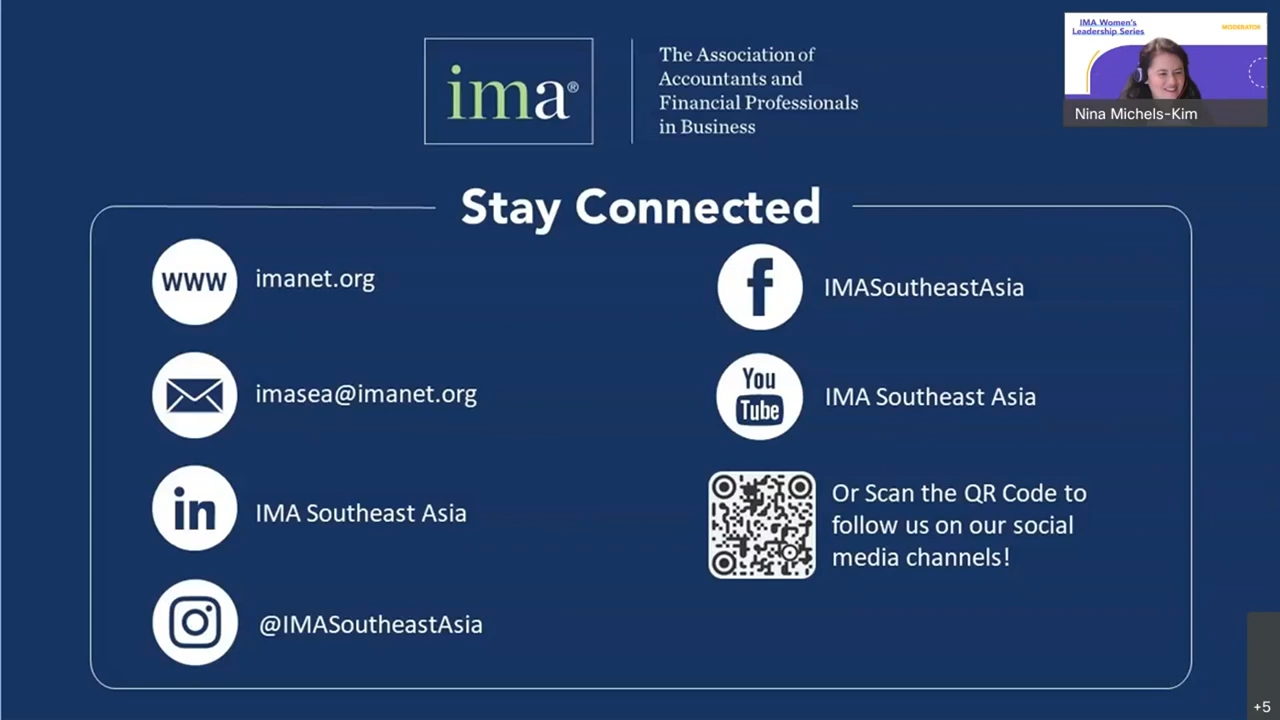 ima®
The Association of
Accountants and
Financial Professionals
in Business
IMA Women's
Leadership Series
MODERATOR
Nina Michels-Kim
Stay Connected
www
imanet.org
imasea@imanet.org
in
IMA Southeast Asia
@IMASoutheastAsia
f
IMASoutheastAsia
You
Tube
IMA Southeast Asia
Or Scan the QR Code to
follow us on our social
media channels!
+5